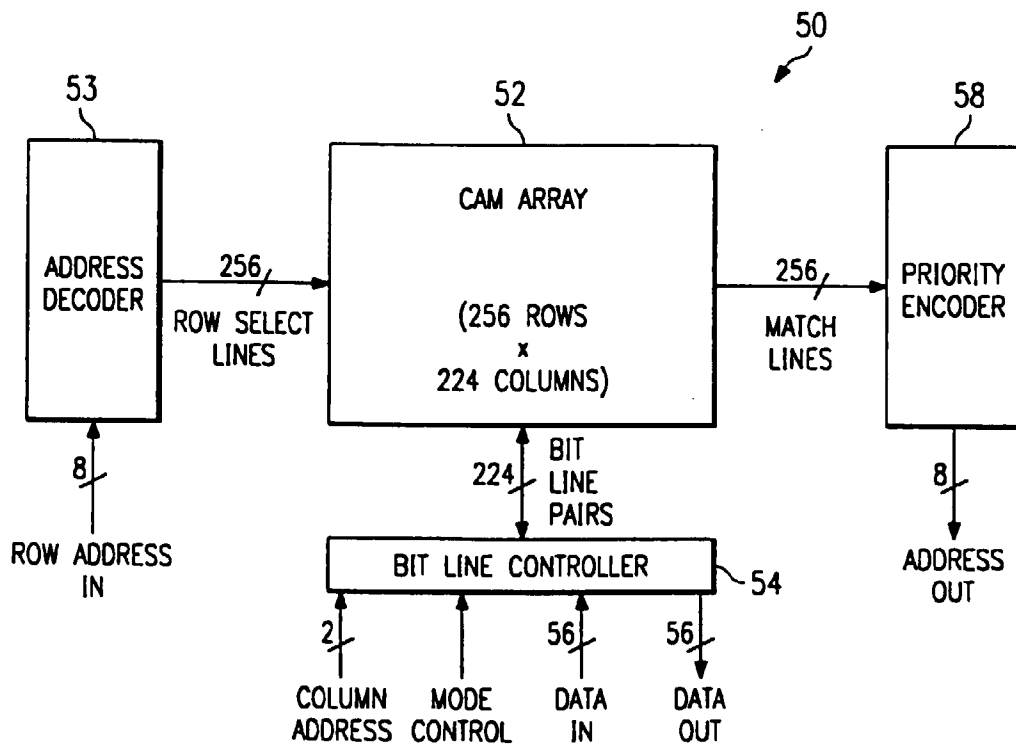 50
53
52
58
ADDRESS
DECODER
256
ROW SELECT
LINES
CAM ARRAY
(256 ROWS
x
224 COLUMNS)
256
MATCH
LINES
PRIORITY
ENCODER
8
ROW ADDRESS
IN
224
BIT
LINE
PAIRS
8
ADDRESS
OUT
BIT LINE CONTROLLER
54
2
56
56
COLUMN
ADDRESS
MODE
CONTROL
DATA
IN
DATA
OUT